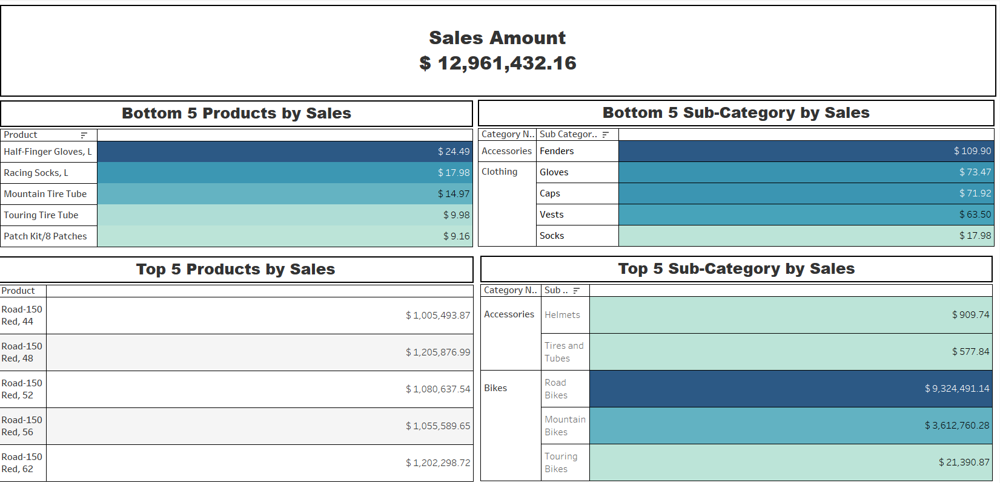 Sales Amount
$ 12,961,432.16
Bottom 5 Products by Sales
Product
Half-Finger Gloves, L $ 24.49
Racing Socks, L $ 17.98
Mountain Tire Tube $ 14.97
Touring Tire Tube $ 9.98
Patch Kit/8 Patches $ 9.16
Bottom 5 Sub-Category by Sales
Category N.. Sub Categor..
Accessories Fenders $ 109.90
Clothing Gloves $ 73.47
Caps $ 71.92
Vests $ 63.50
Socks $ 17.98
Top 5 Products by Sales
Product
Road-150
Red, 44 $ 1,005,493.87
Road-150
Red, 48 $ 1,205,876.99
Road-150
Red, 52 $ 1,080,637.54
Road-150
Red, 56 $ 1,055,589.65
Road-150
Red, 62 $ 1,202,298.72
Top 5 Sub-Category by Sales
Category N.. Sub ..
Accessories Helmets $ 909.74
Tires and
Tubes $ 577.84
Bikes Road
Bikes $ 9,324,491.14
Mountain
Bikes $ 3,612,760.28
Touring
Bikes $ 21,390.87